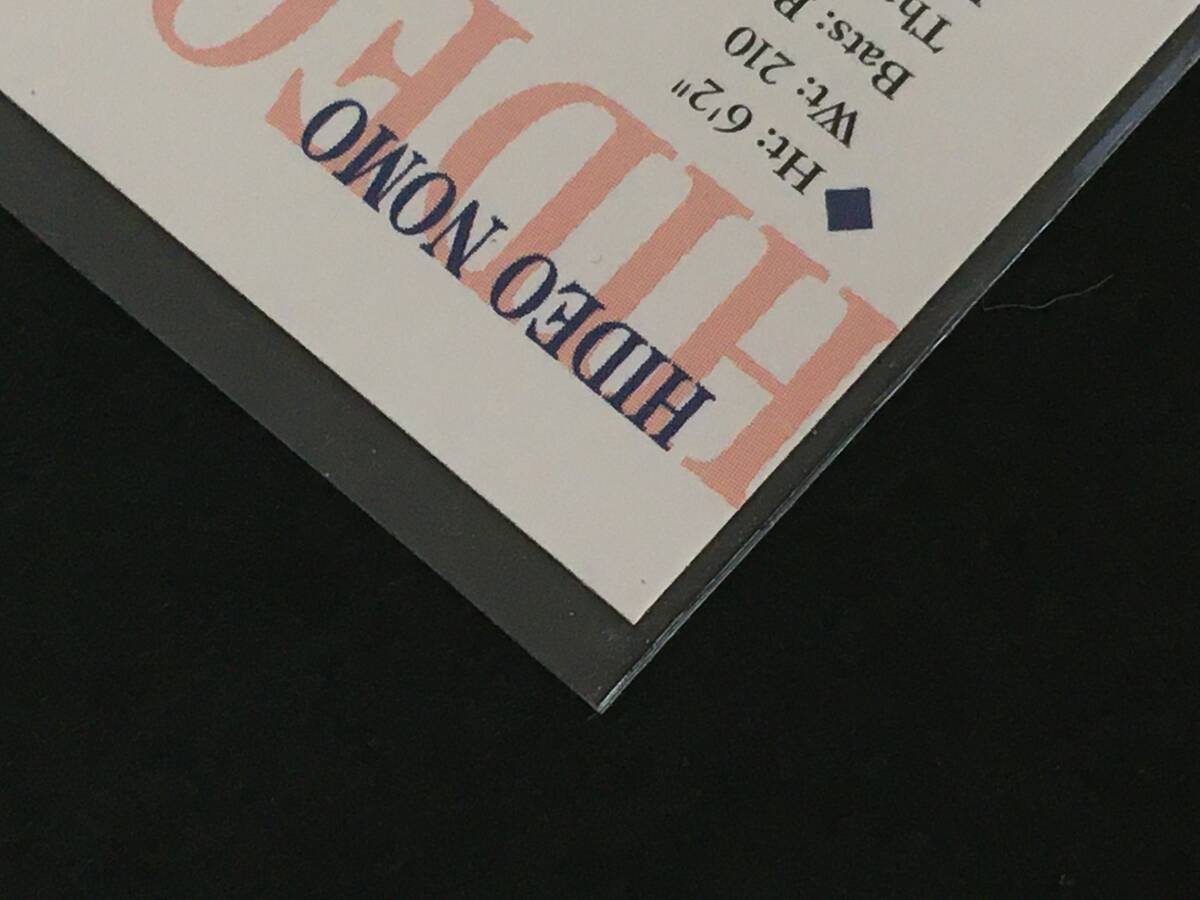 HIDEO
HIDEO NOMO
Ht: 6'2"
Wt: 210
Bats: